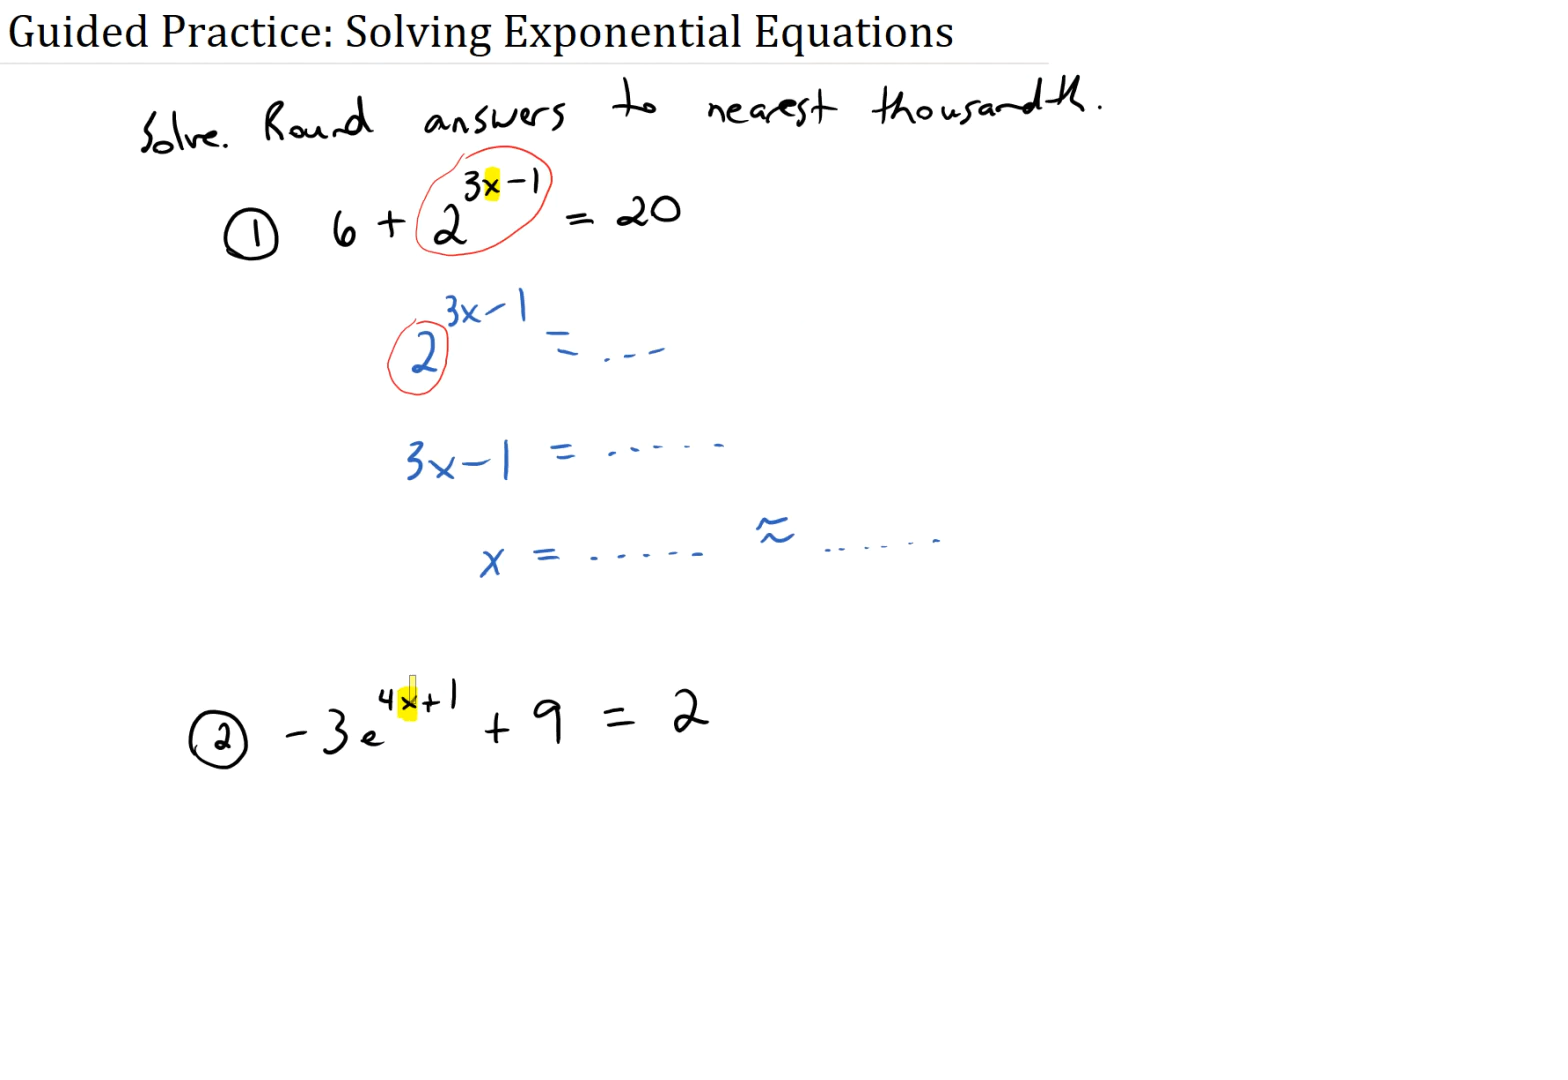 Guided Practice: Solving Exponential Equations
Solve. Round answers to nearest thousandth.
① 6 + 2^(3x-1) = 20
2^(3x-1) = ...
3x-1 = .....
x = ..... ≈ ......
② -3e^(4x+1) + 9 = 2